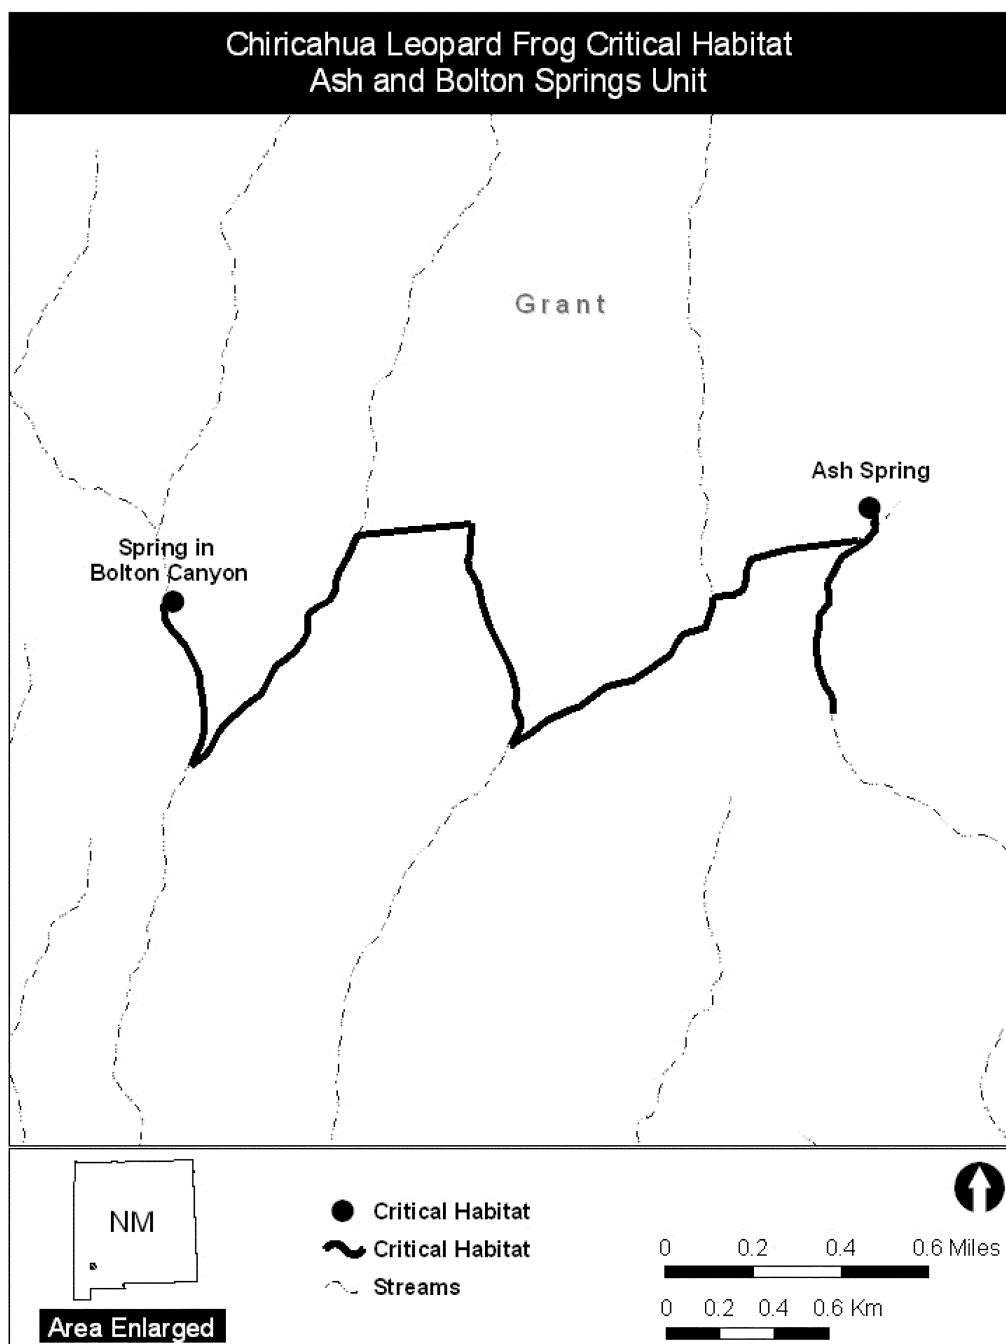 Chiricahua Leopard Frog Critical Habitat
Ash and Bolton Springs Unit
Grant
Ash Spring
Spring in
Bolton Canyon
NM
Area Enlarged
Critical Habitat
Critical Habitat
Streams
0 0.2 0.4 0.6 Miles
0 0.2 0.4 0.6 Km